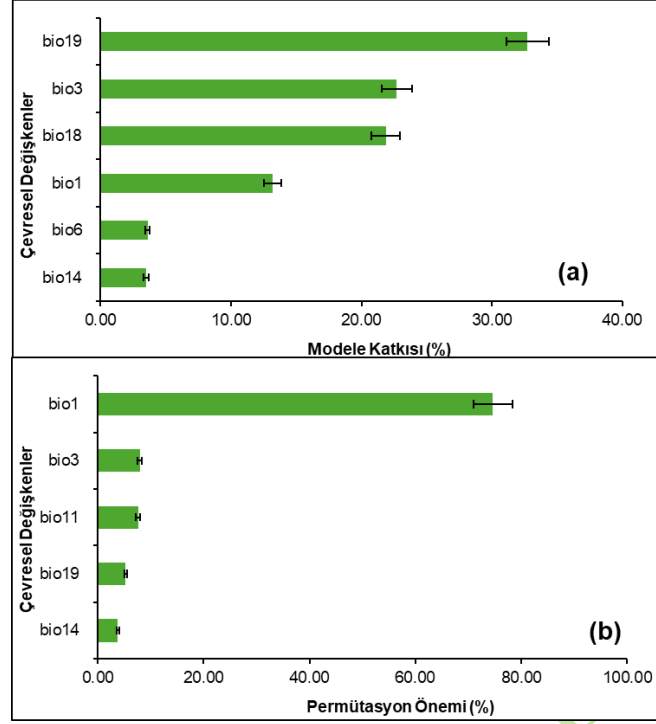 bio19
bio3
bio18
bio1
bio6
bio14
Çevresel Değişkenler
(a)
0.00 10.00 20.00 30.00 40.00
Modele Katkısı (%)
bio1
bio3
bio11
bio19
bio14
Çevresel Değişkenler
(b)
0.00 20.00 40.00 60.00 80.00 100.00
Permütasyon Önemi (%)